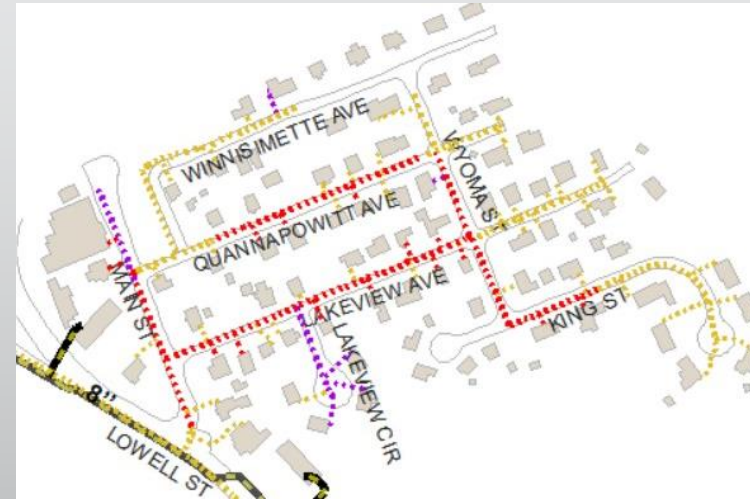 WINNISIMETTE AVE
WYOMA ST
QUANNAPOWITT AVE
MAIN ST
LAKEVIEW AVE
KING ST
LAKEVIEW CIR
8"
LOWELL ST